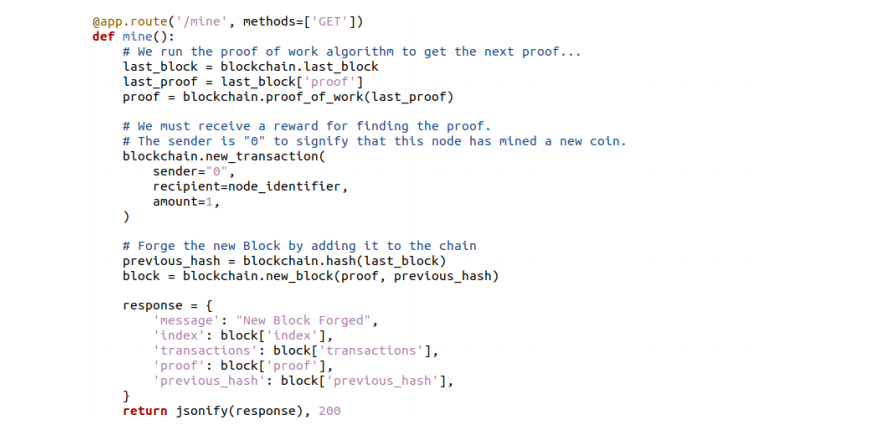 @app.route('/mine', methods=['GET'])
def mine():
    # We run the proof of work algorithm to get the next proof...
    last_block = blockchain.last_block
    last_proof = last_block['proof']
    proof = blockchain.proof_of_work(last_proof)

    # We must receive a reward for finding the proof.
    # The sender is "0" to signify that this node has mined a new coin.
    blockchain.new_transaction(
        sender="0",
        recipient=node_identifier,
        amount=1,
    )

    # Forge the new Block by adding it to the chain
    previous_hash = blockchain.hash(last_block)
    block = blockchain.new_block(proof, previous_hash)

    response = {
        'message': "New Block Forged",
        'index': block['index'],
        'transactions': block['transactions'],
        'proof': block['proof'],
        'previous_hash': block['previous_hash'],
    }
    return jsonify(response), 200